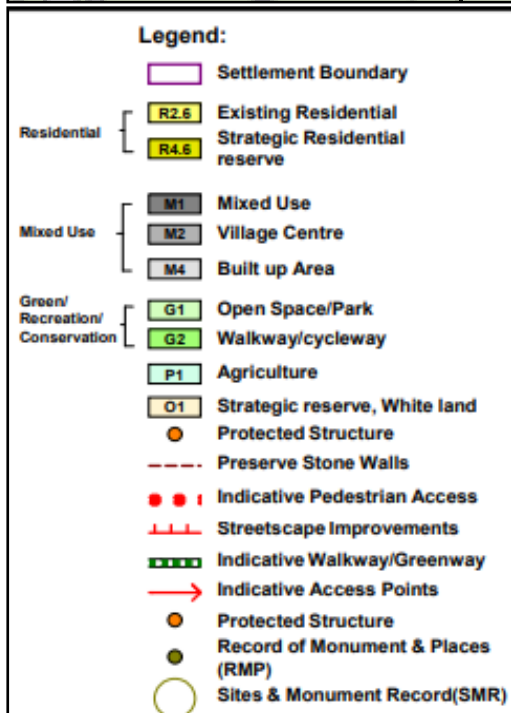 Legend:
Settlement Boundary
Residential
R2.6 Existing Residential
R4.6 Strategic Residential
reserve
Mixed Use
M1 Mixed Use
M2 Village Centre
M4 Built up Area
Green/
Recreation/
Conservation
G1 Open Space/Park
G2 Walkway/cycleway
P1 Agriculture
O1 Strategic reserve, White land
Protected Structure
Preserve Stone Walls
Indicative Pedestrian Access
Streetscape Improvements
Indicative Walkway/Greenway
Indicative Access Points
Protected Structure
Record of Monument & Places
(RMP)
Sites & Monument Record(SMR)